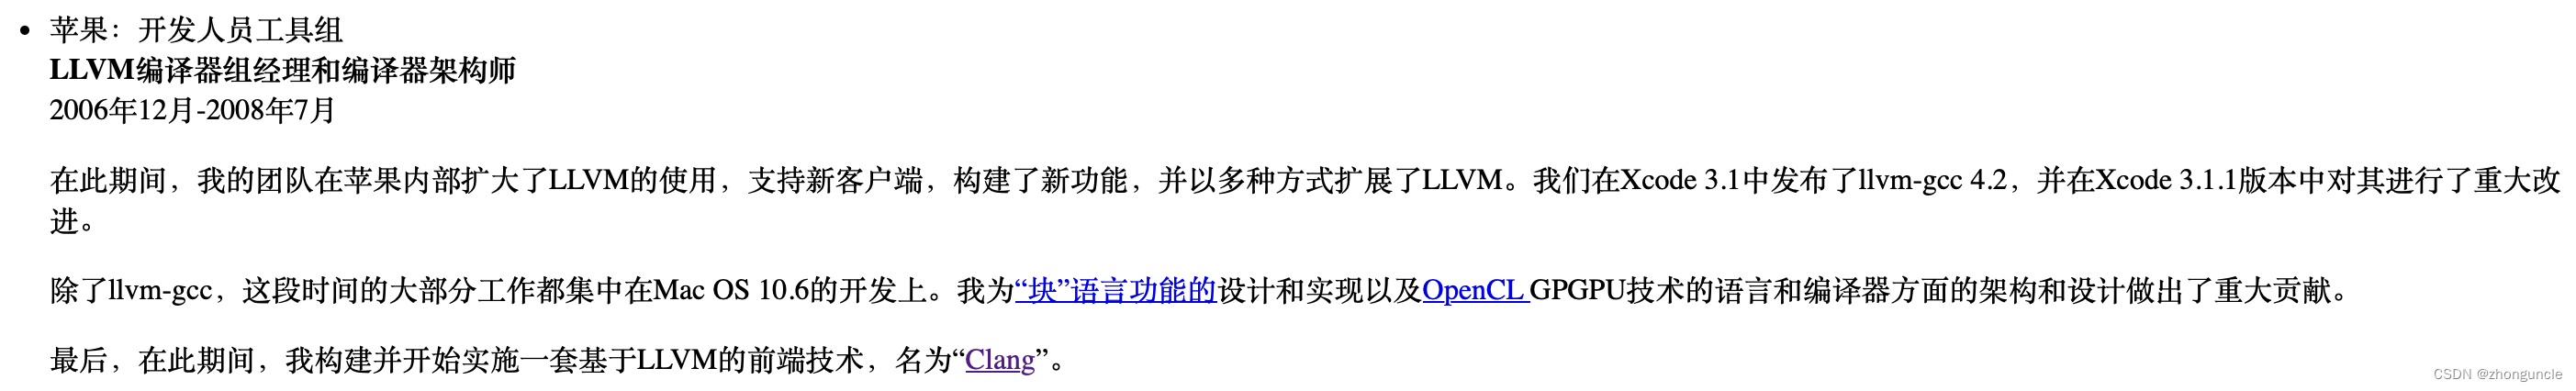 • 苹果：开发人员工具组
LLVM编译器组经理和编译器架构师
2006年12月-2008年7月
在此期间，我的团队在苹果内部扩大了LLVM的使用，支持新客户端，构建了新功能，并以多种方式扩展了LLVM。我们在Xcode 3.1中发布了llvm-gcc 4.2，并在Xcode 3.1.1版本中对其进行了重大改
进。
除了llvm-gcc，这段时间的大部分工作都集中在Mac OS 10.6的开发上。我为“块”语言功能的设计和实现以及OpenCL GPGPU技术的语言和编译器方面的架构和设计做出了重大贡献。
最后，在此期间，我构建并开始实施一套基于LLVM的前端技术，名为“Clang”。
CSDN @zhonguncle